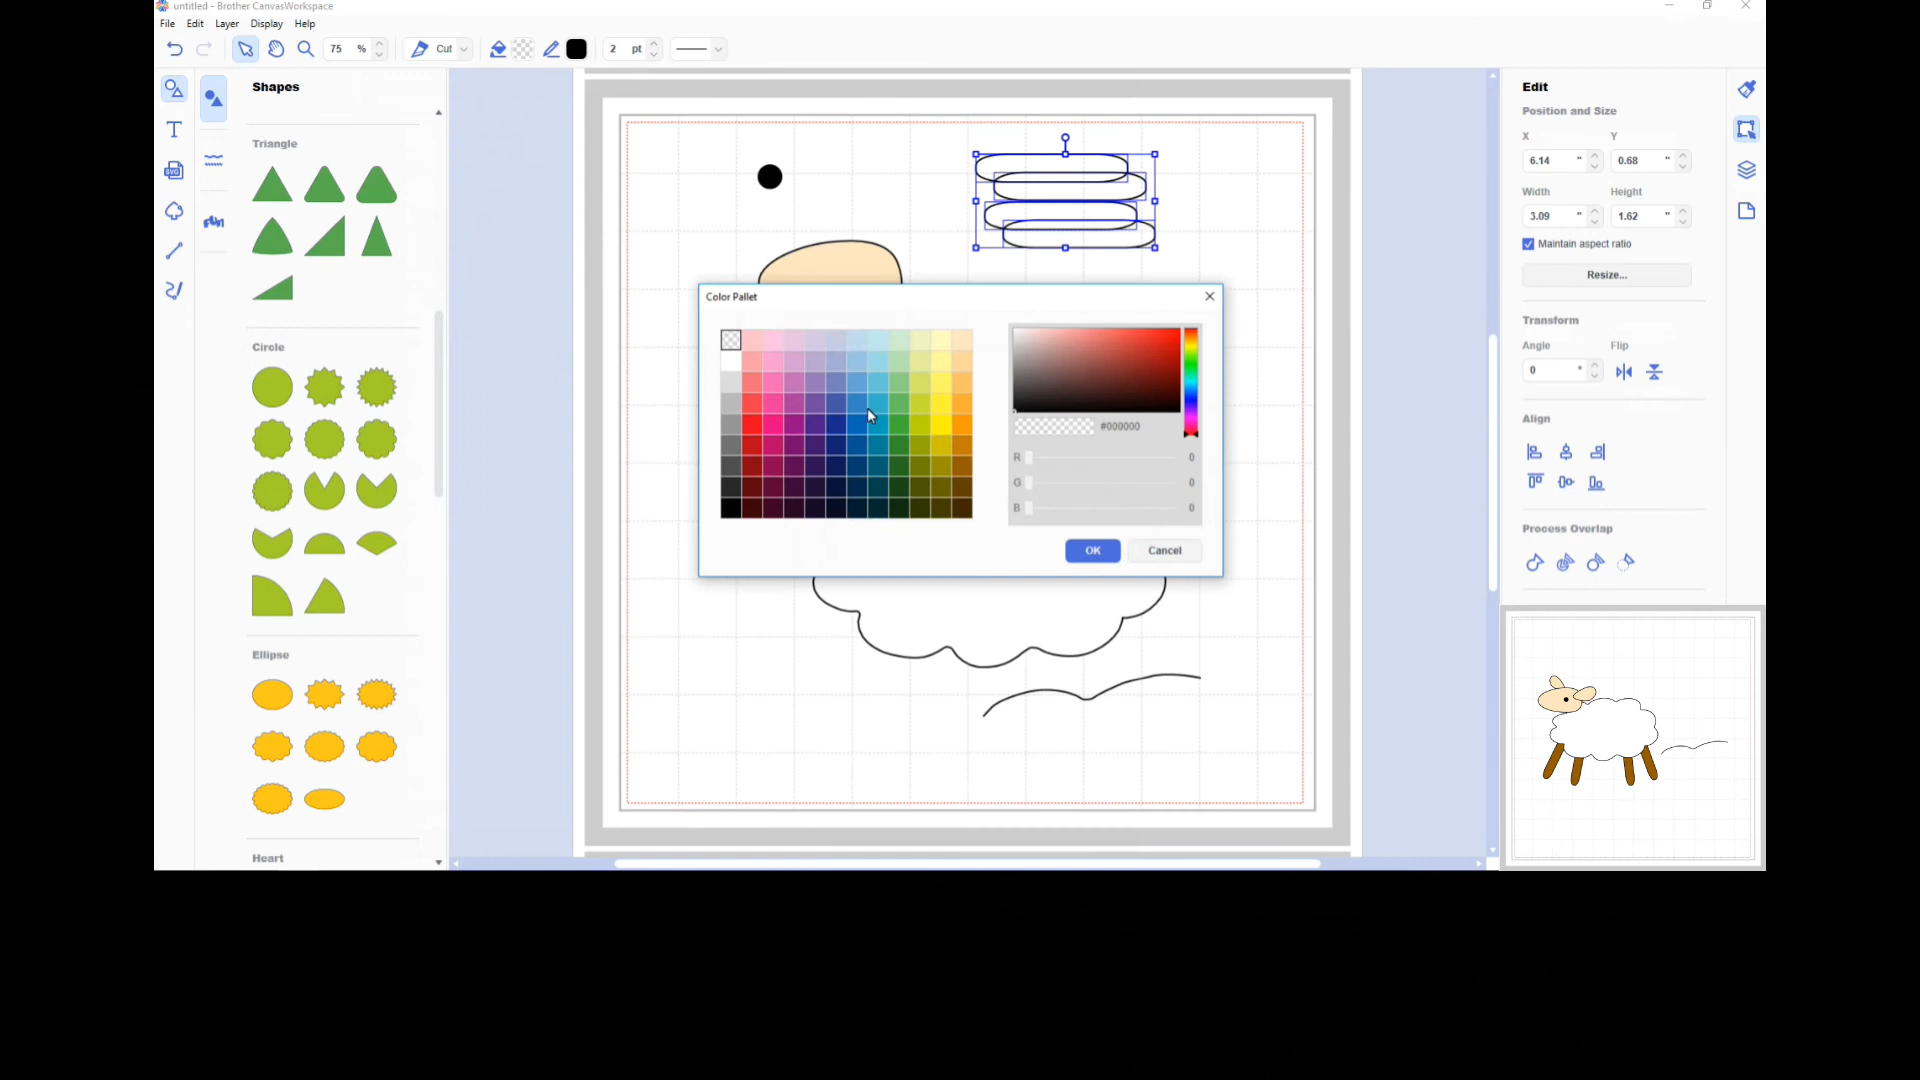 untitled - Brother CanvasWorkspace
File Edit Layer Display Help
75 % Cut 2 pt
Shapes
Triangle
Circle
Ellipse
Heart
SVG
Color Pallet
#000000
R 0
G 0
B 0
OK Cancel
Edit
Position and Size
X Y
6.14 " 0.68 "
Width Height
3.09 " 1.62 "
Maintain aspect ratio
Resize...
Transform
Angle Flip
0 °
Align
Process Overlap